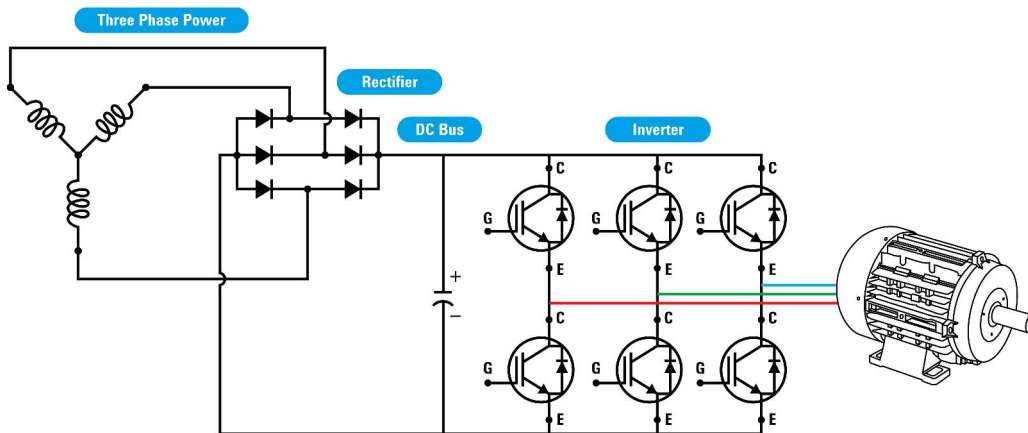 Three Phase Power
Rectifier
DC Bus
Inverter
C C C
G G G
E E E
+
−
C C C
G G G
E E E